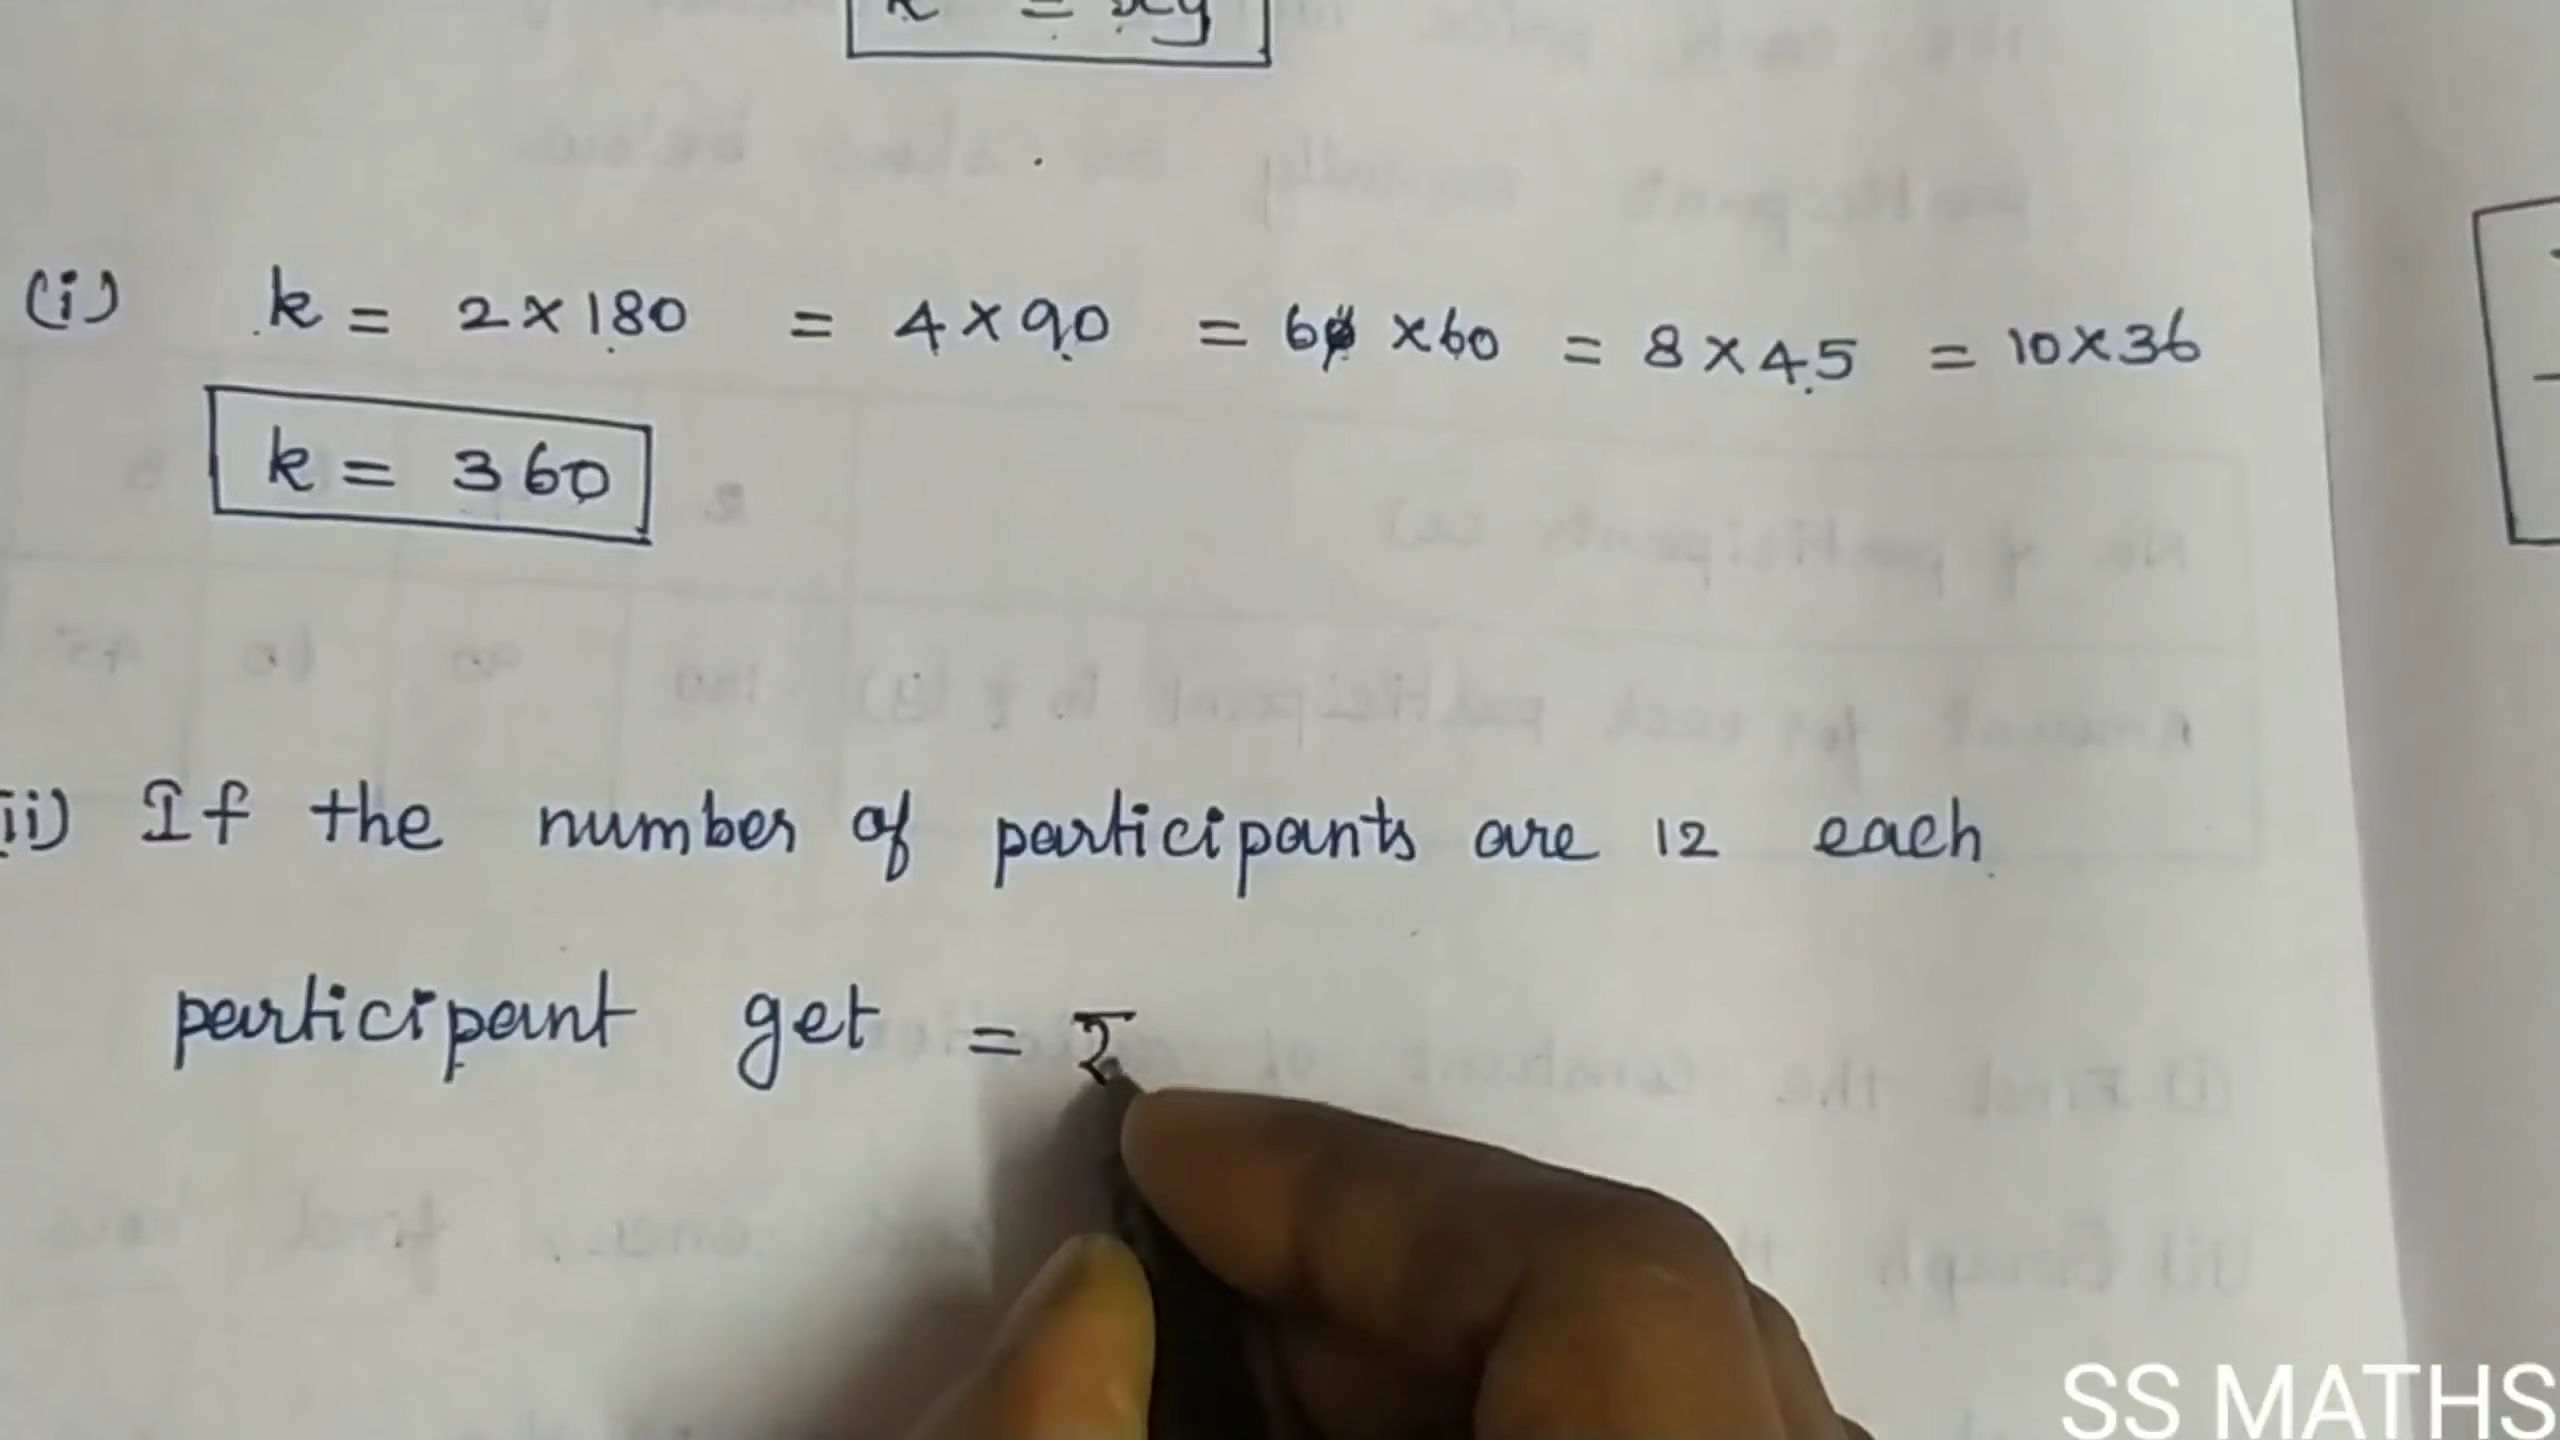 k = xy
(i) k = 2 × 180 = 4 × 90 = 6 × 60 = 8 × 45 = 10 × 36
k = 360
ii) If the number of participants are 12 each
participant get = ₹
SS MATHS